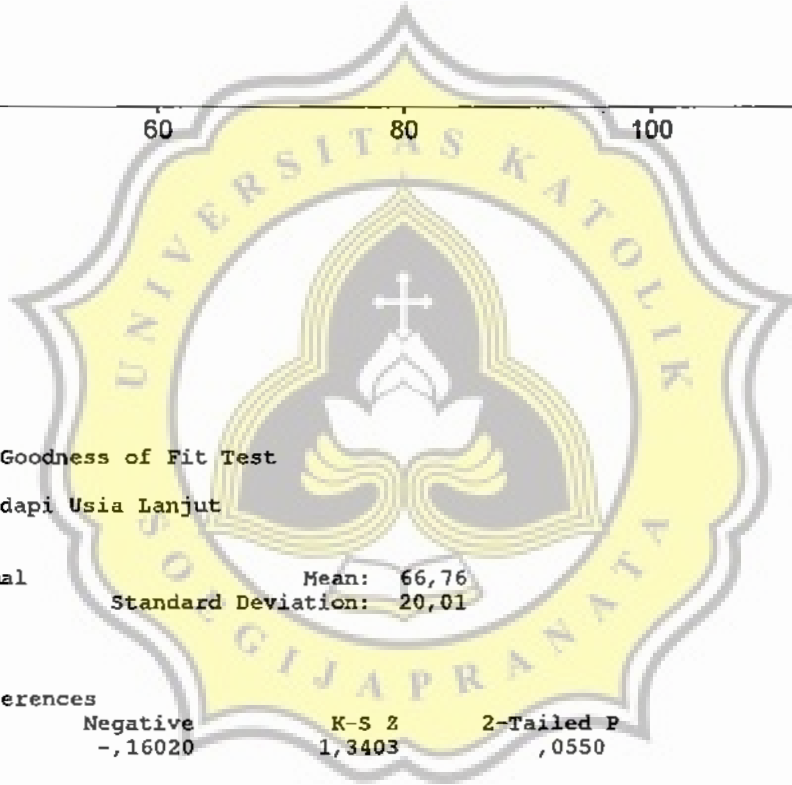 60 80 100
UNIVERSITAS KATOLIK
Goodness of Fit Test
dapi Usia Lanjut
al Mean: 66,76
Standard Deviation: 20,01
SOEGIJAPRANATA
erences
Negative K-S Z 2-Tailed P
-,16020 1,3403 ,0550